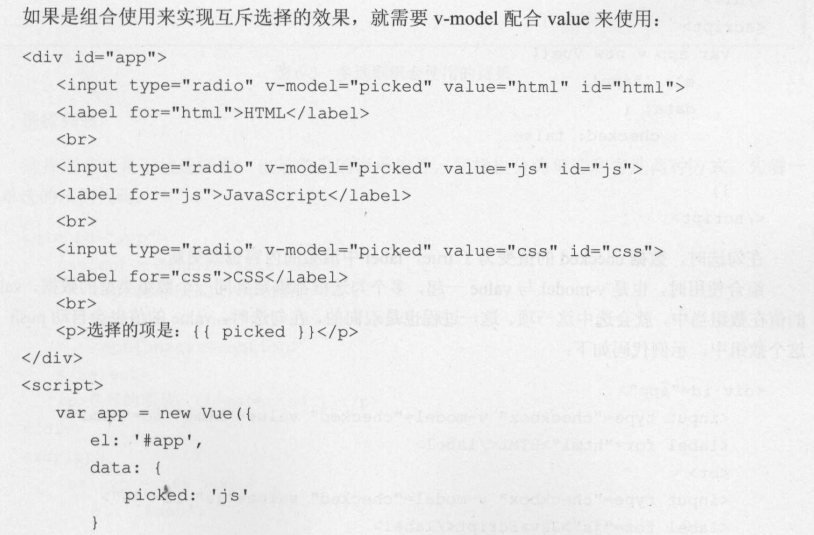 如果是组合使用来实现互斥选择的效果，就需要 v-model 配合 value 来使用：
<div id="app">
    <input type="radio" v-model="picked" value="html" id="html">
    <label for="html">HTML</label>
    <br>
    <input type="radio" v-model="picked" value="js" id="js">
    <label for="js">JavaScript</label>
    <br>
    <input type="radio" v-model="picked" value="css" id="css">
    <label for="css">CSS</label>
    <br>
    <p>选择的项是：{{ picked }}</p>
</div>
<script>
    var app = new Vue({
        el: '#app',
        data: {
            picked: 'js'
        }